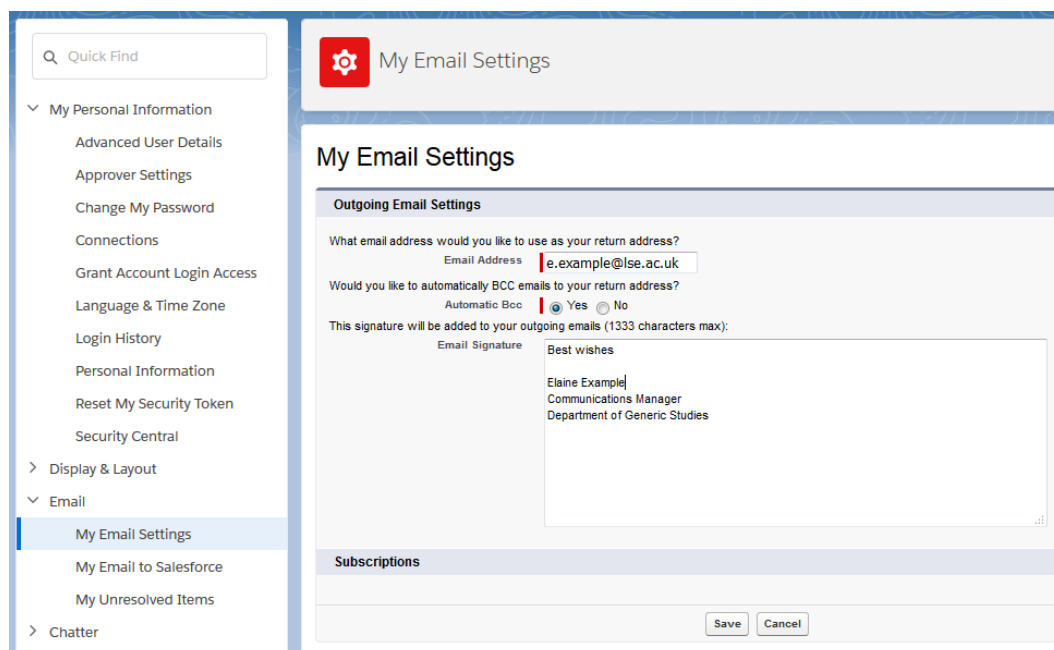 Quick Find
My Personal Information
Advanced User Details
Approver Settings
Change My Password
Connections
Grant Account Login Access
Language & Time Zone
Login History
Personal Information
Reset My Security Token
Security Central
Display & Layout
Email
My Email Settings
My Email to Salesforce
My Unresolved Items
Chatter
My Email Settings
My Email Settings
Outgoing Email Settings
What email address would you like to use as your return address?
Email Address e.example@lse.ac.uk
Would you like to automatically BCC emails to your return address?
Automatic Bcc Yes No
This signature will be added to your outgoing emails (1333 characters max):
Email Signature Best wishes
Elaine Example
Communications Manager
Department of Generic Studies
Subscriptions
Save Cancel